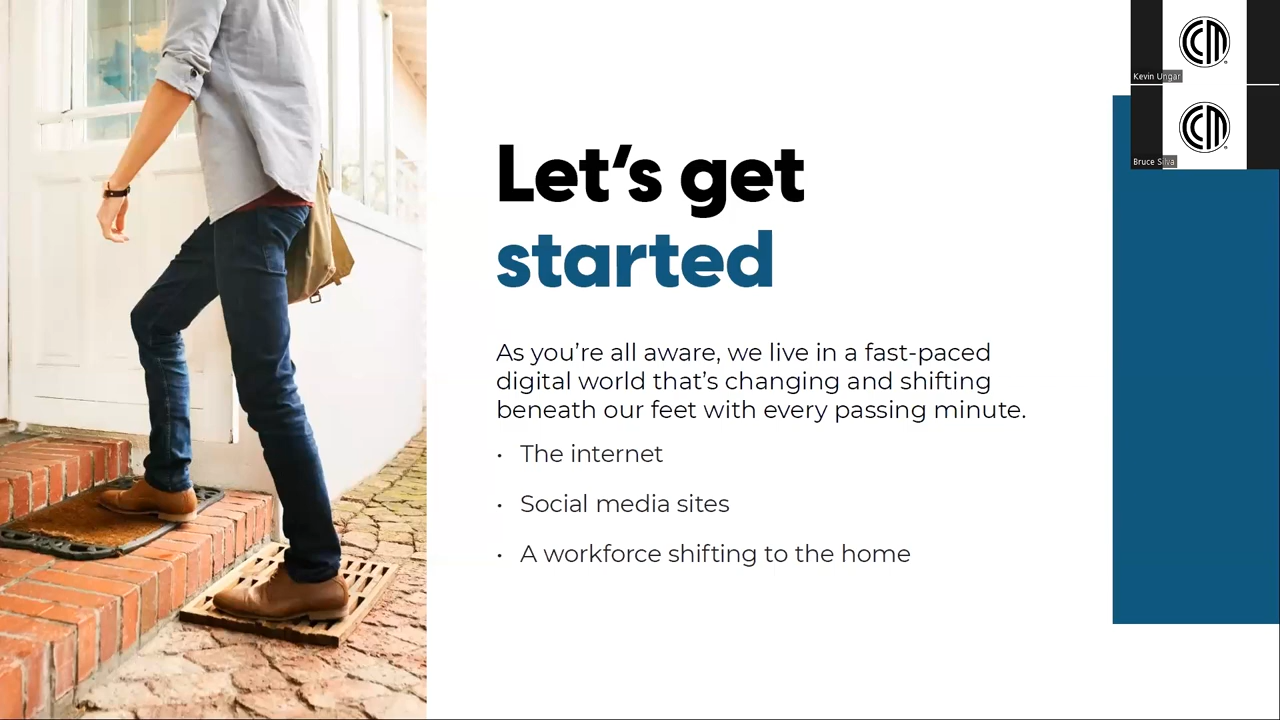 Let's get
started
As you're all aware, we live in a fast-paced
digital world that's changing and shifting
beneath our feet with every passing minute.
• The internet
• Social media sites
• A workforce shifting to the home
CM
Kevin Ungar
CM
Bruce Silva